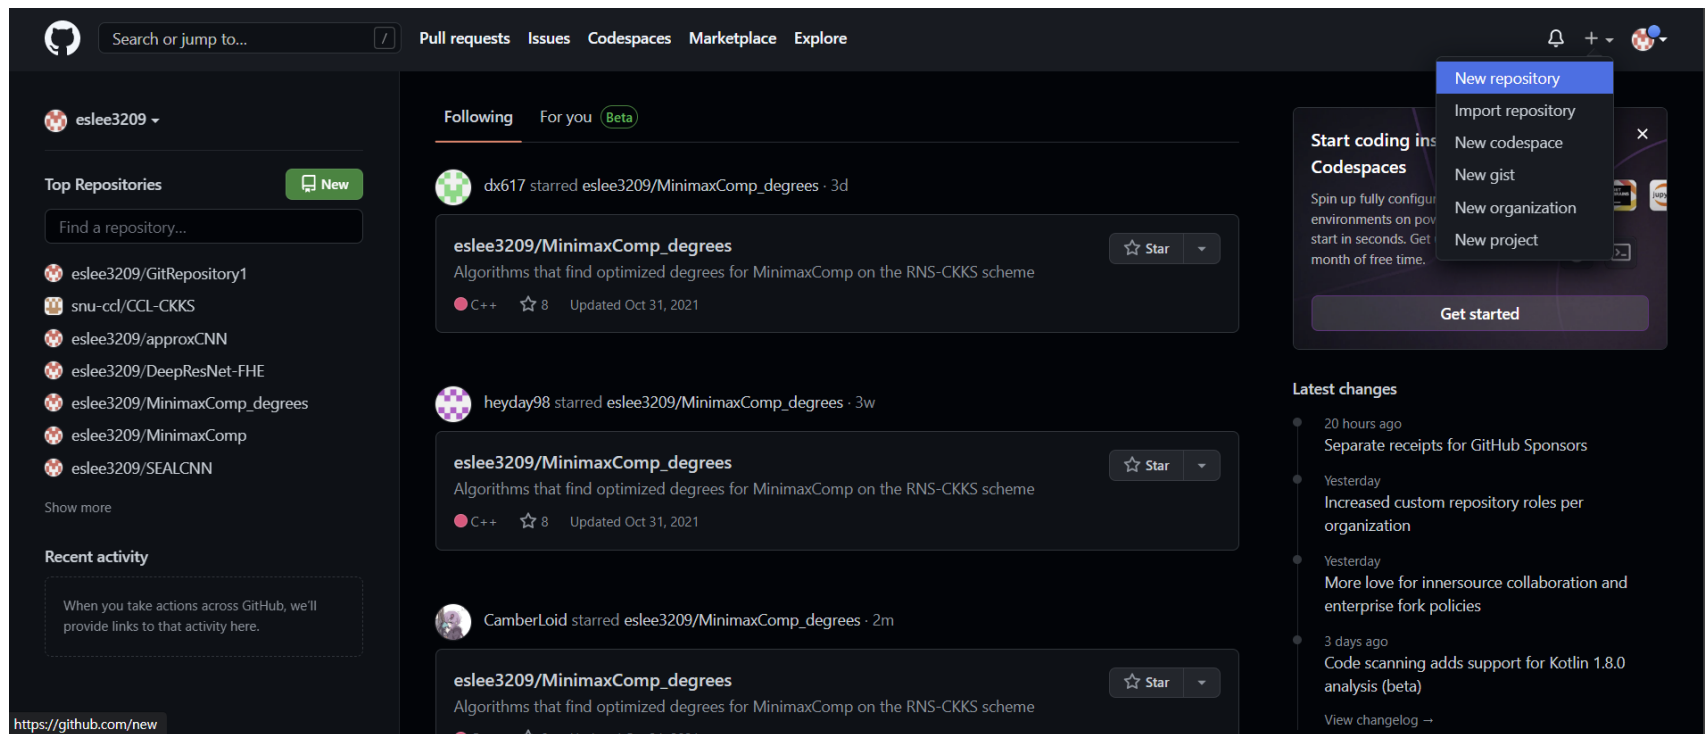 Search or jump to...
/
Pull requests
Issues
Codespaces
Marketplace
Explore
New repository
Import repository
New codespace
New gist
New organization
New project
eslee3209
Top Repositories
New
Find a repository...
eslee3209/GitRepository1
snu-ccl/CCL-CKKS
eslee3209/approxCNN
eslee3209/DeepResNet-FHE
eslee3209/MinimaxComp_degrees
eslee3209/MinimaxComp
eslee3209/SEALCNN
Show more
Recent activity
When you take actions across GitHub, we'll
provide links to that activity here.
https://github.com/new
Following
For you Beta
dx617 starred eslee3209/MinimaxComp_degrees · 3d
eslee3209/MinimaxComp_degrees
Star
Algorithms that find optimized degrees for MinimaxComp on the RNS-CKKS scheme
C++ 8 Updated Oct 31, 2021
heyday98 starred eslee3209/MinimaxComp_degrees · 3w
eslee3209/MinimaxComp_degrees
Star
Algorithms that find optimized degrees for MinimaxComp on the RNS-CKKS scheme
C++ 8 Updated Oct 31, 2021
CamberLoid starred eslee3209/MinimaxComp_degrees · 2m
eslee3209/MinimaxComp_degrees
Star
Algorithms that find optimized degrees for MinimaxComp on the RNS-CKKS scheme
Start coding ins
Codespaces
Spin up fully configur
environments on pow
start in seconds. Get
month of free time.
Get started
Latest changes
20 hours ago
Separate receipts for GitHub Sponsors
Yesterday
Increased custom repository roles per
organization
Yesterday
More love for innersource collaboration and
enterprise fork policies
3 days ago
Code scanning adds support for Kotlin 1.8.0
analysis (beta)
View changelog →